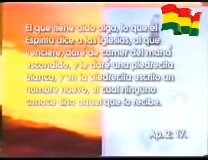 El que tiene oido oiga, lo que el
Espiritu dice a las iglesias, al que
venciere, daré de comer del maná
escondido, y le daré una piedrecita
blanca, y en la piedrecita escrito un
nombre nuevo, el cual ninguno
conoce sino aquel que lo recibe.
Ap. 2: 17.